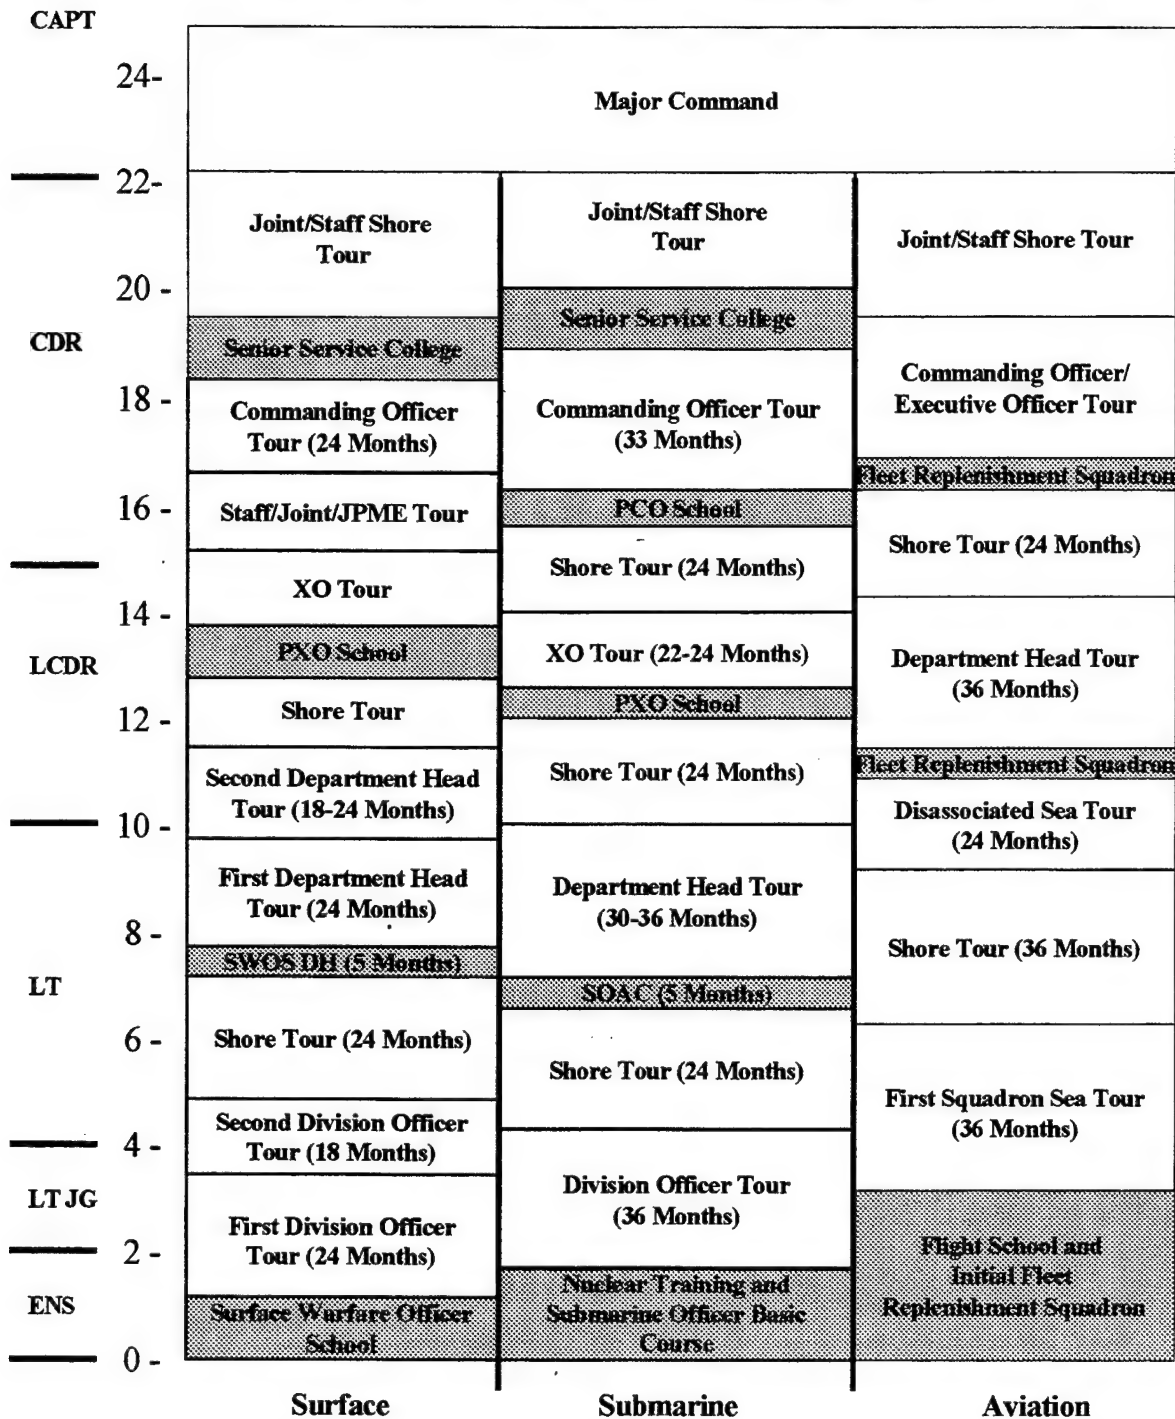 CAPT
24-
Major Command
22-
Joint/Staff Shore
Tour
Joint/Staff Shore
Tour
Joint/Staff Shore Tour
20 -
Senior Service College
Senior Service College
CDR
18 -
Commanding Officer
Tour (24 Months)
Commanding Officer Tour
(33 Months)
Commanding Officer/
Executive Officer Tour
Fleet Replenishment Squadron
16 -
Staff/Joint/JPME Tour
PCO School
Shore Tour (24 Months)
Shore Tour (24 Months)
XO Tour
14 -
PXO School
XO Tour (22-24 Months)
Department Head Tour
(36 Months)
LCDR
Shore Tour
PXO School
12 -
Second Department Head
Tour (18-24 Months)
Shore Tour (24 Months)
Fleet Replenishment Squadron
Disassociated Sea Tour
(24 Months)
10 -
First Department Head
Tour (24 Months)
Department Head Tour
(30-36 Months)
8 -
Shore Tour (36 Months)
SWOS DH (5 Months)
SOAC (5 Months)
LT
6 -
Shore Tour (24 Months)
Shore Tour (24 Months)
First Squadron Sea Tour
(36 Months)
Second Division Officer
Tour (18 Months)
4 -
LT JG
Division Officer Tour
(36 Months)
First Division Officer
Tour (24 Months)
2 -
Flight School and
Initial Fleet
Replenishment Squadron
ENS
Surface Warfare Officer
School
Nuclear Training and
Submarine Officer Basic
Course
0 -
Surface
Submarine
Aviation